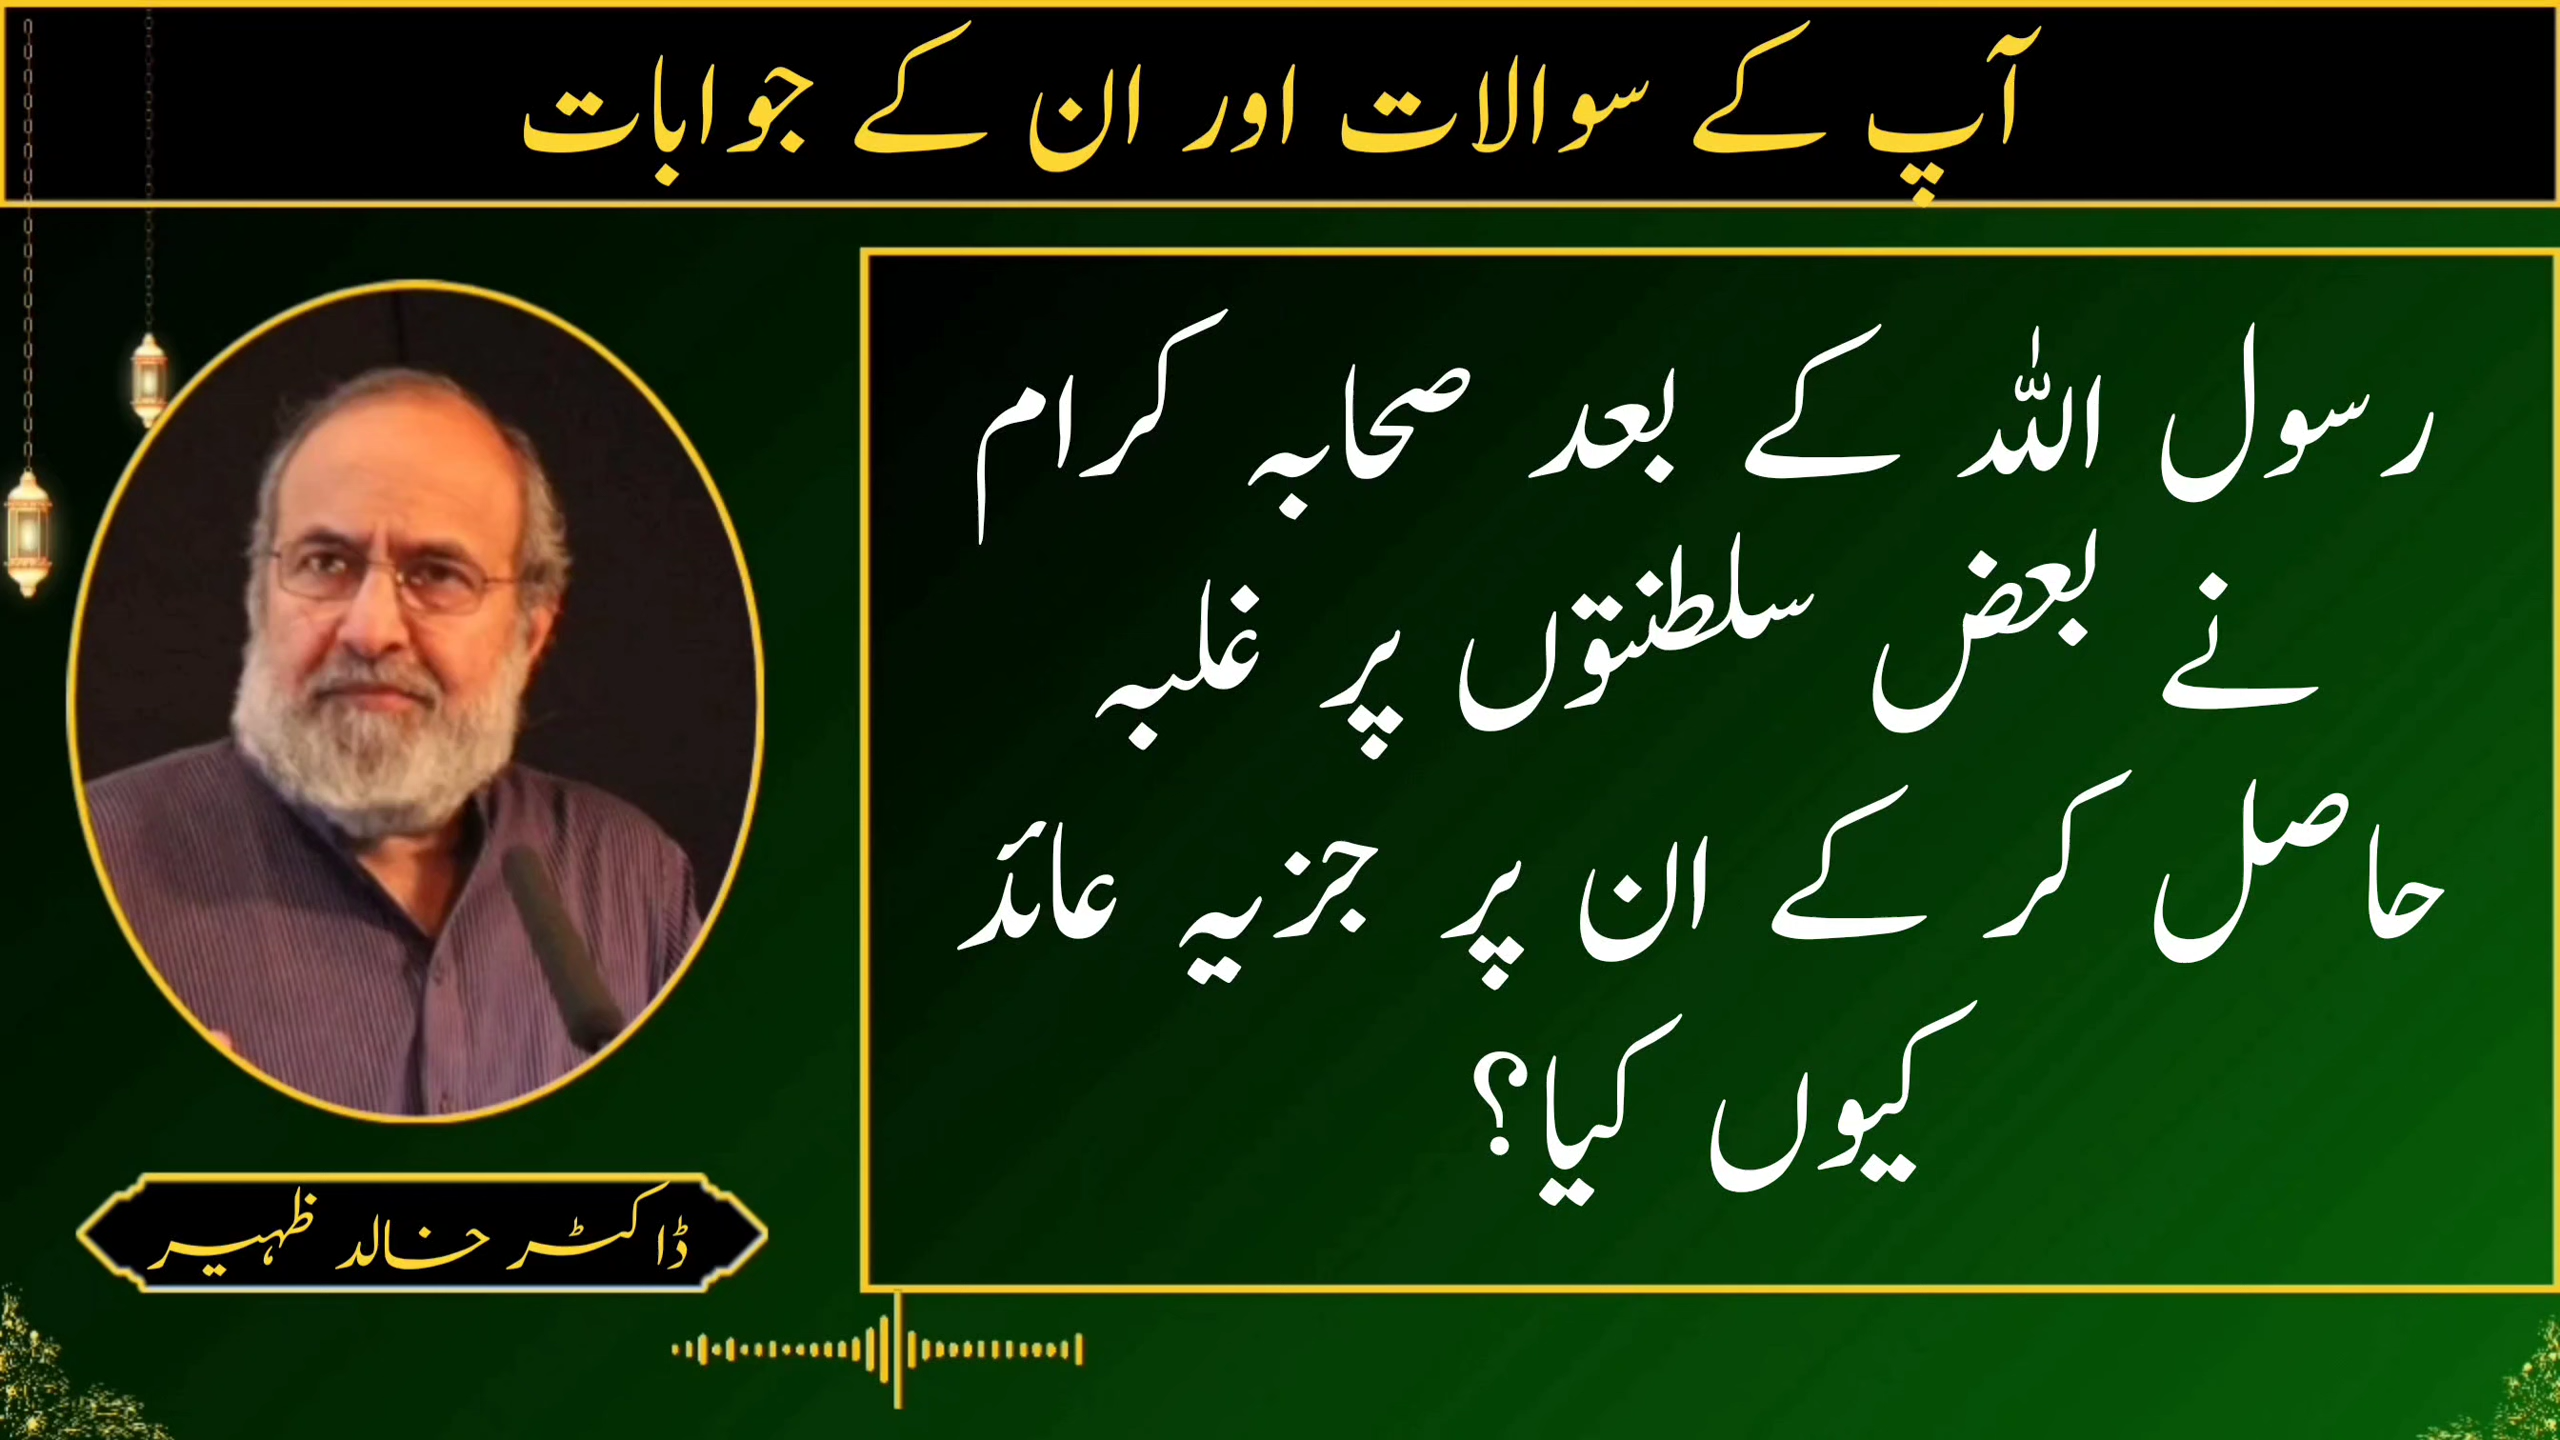 آپ کے سوالات اور ان کے جوابات
رسول اللہ کے بعد صحابہ کرام
نے بعض سلطنتوں پر غلبہ
حاصل کر کے ان پر جزیہ عائد
کیوں کیا؟
ڈاکٹر خالد ظہیر